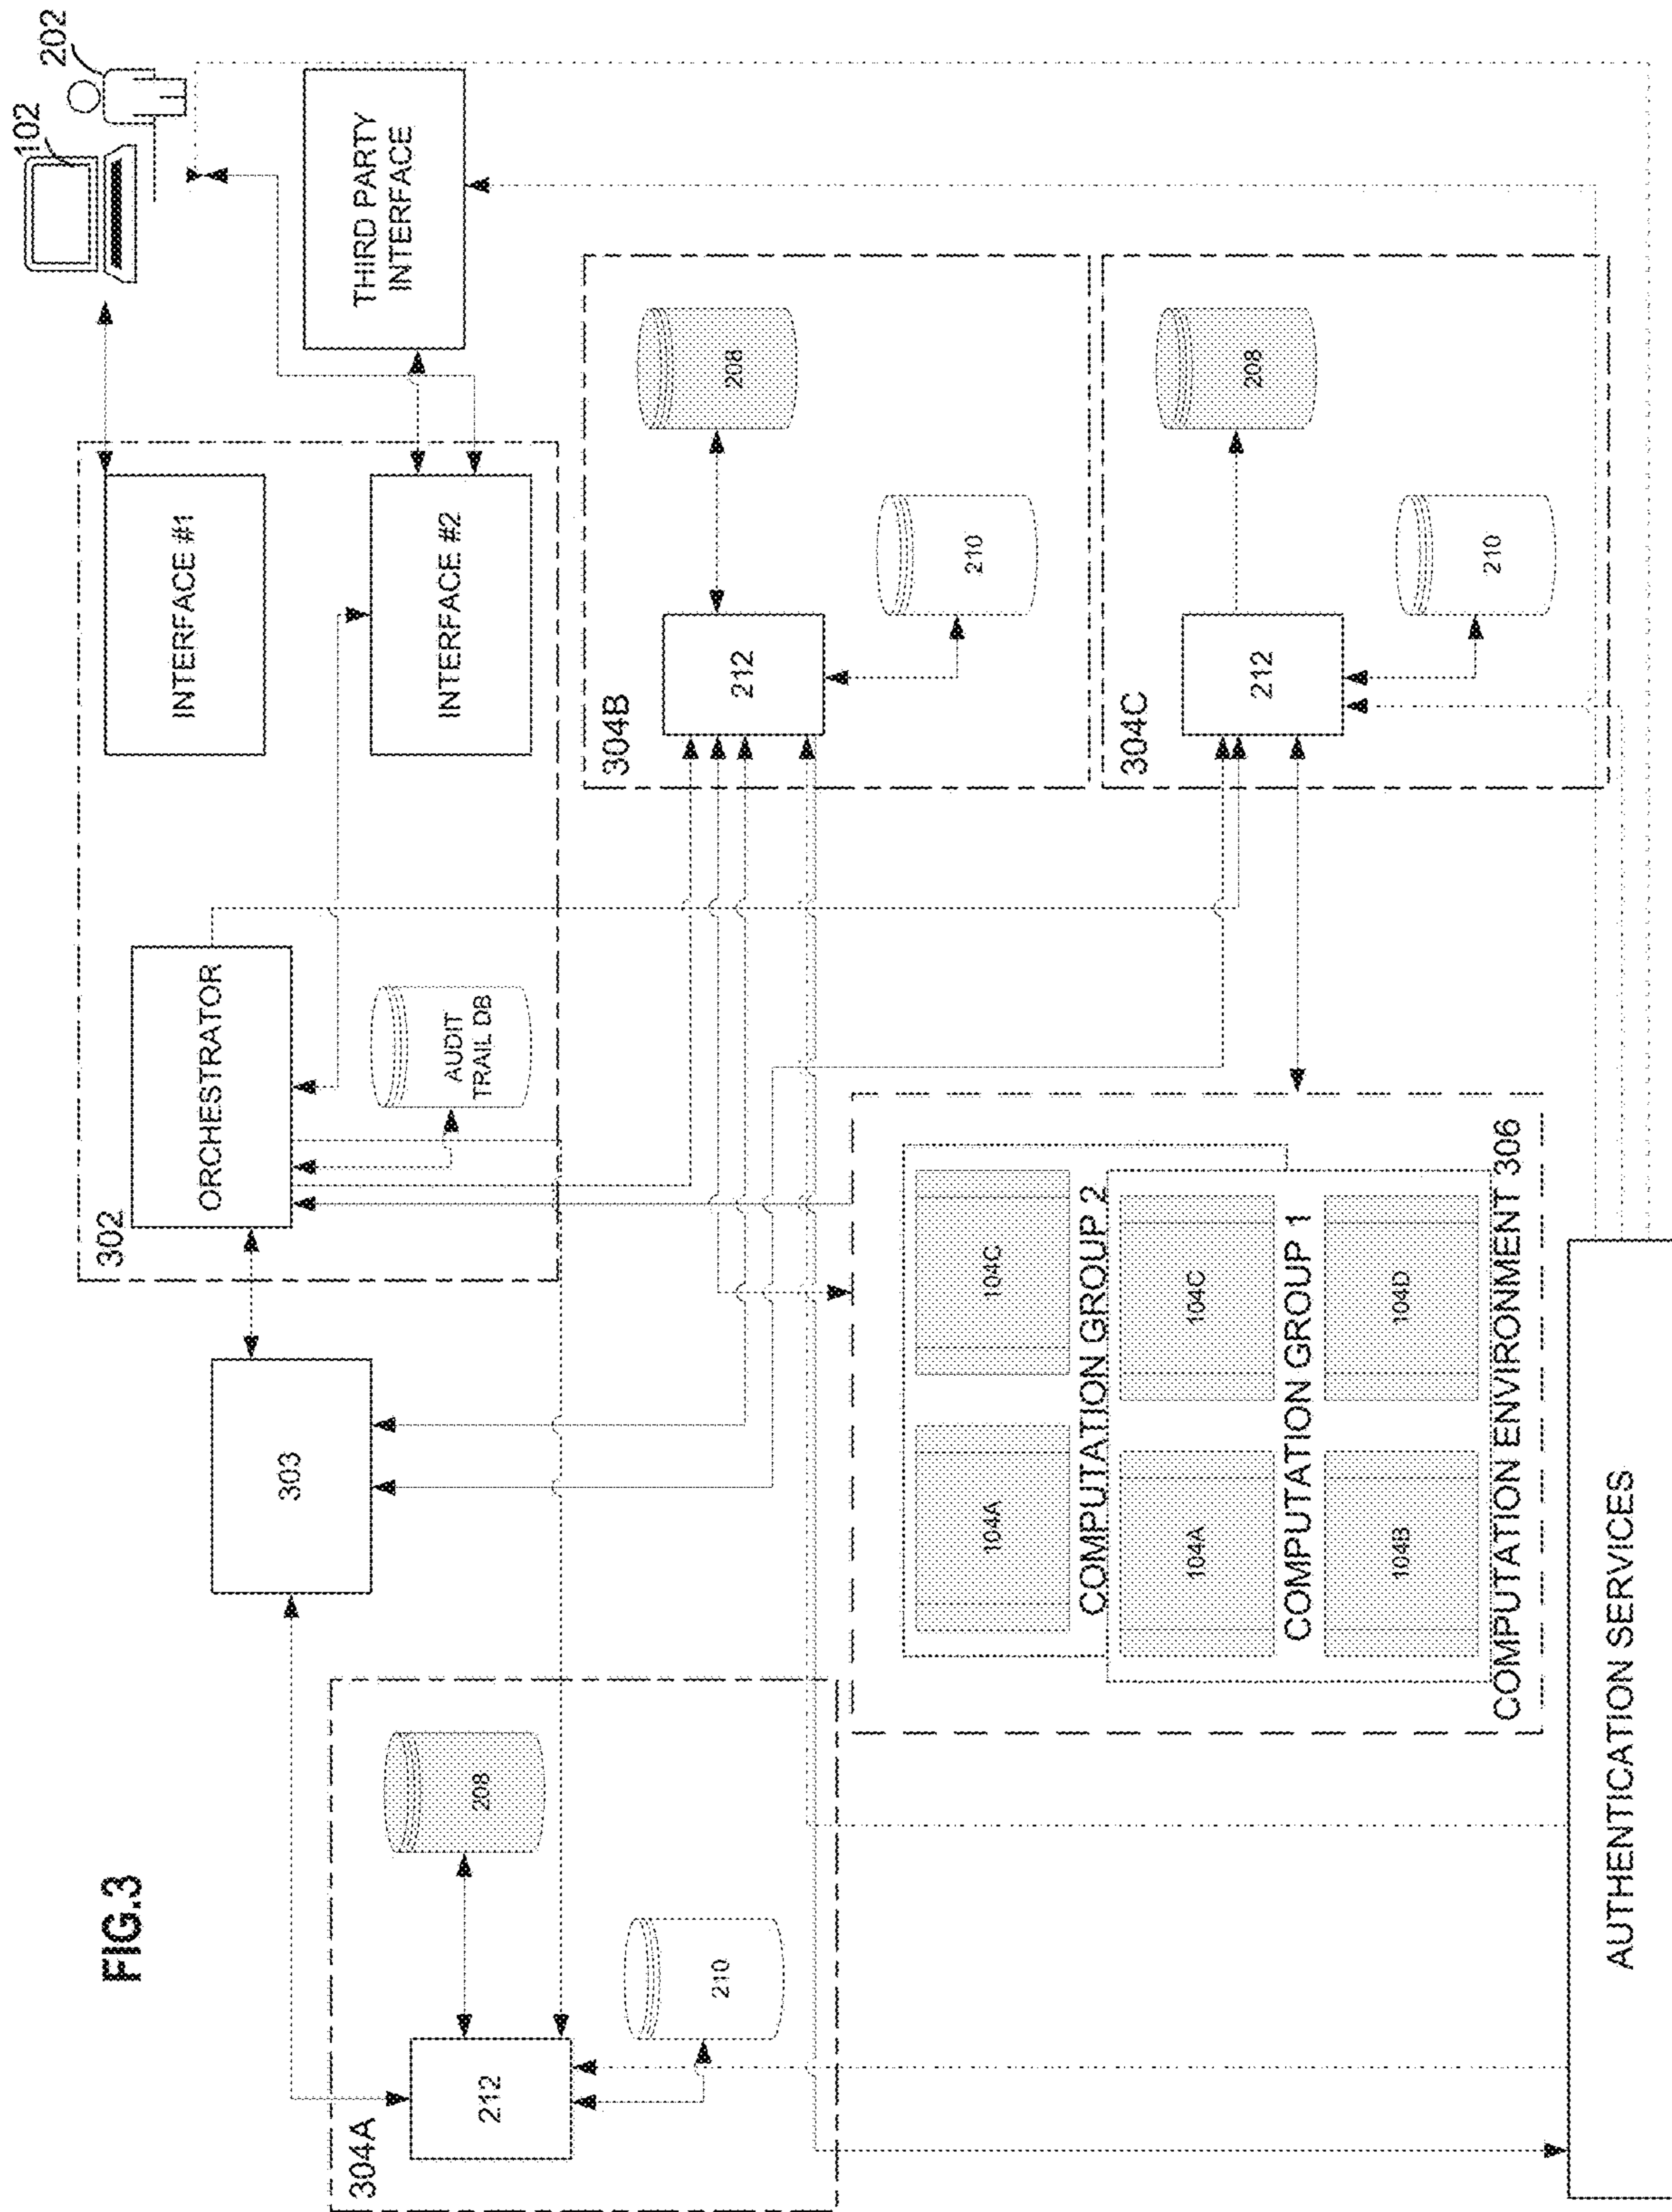 FIG.3
102
202
302
ORCHESTRATOR
AUDIT
TRAIL DB
INTERFACE #1
INTERFACE #2
THIRD PARTY
INTERFACE
303
304A
212
208
210
304B
212
208
210
304C
212
208
210
104A
104C
COMPUTATION GROUP 2
104A
104C
COMPUTATION GROUP 1
104B
104D
COMPUTATION ENVIRONMENT 306
AUTHENTICATION SERVICES